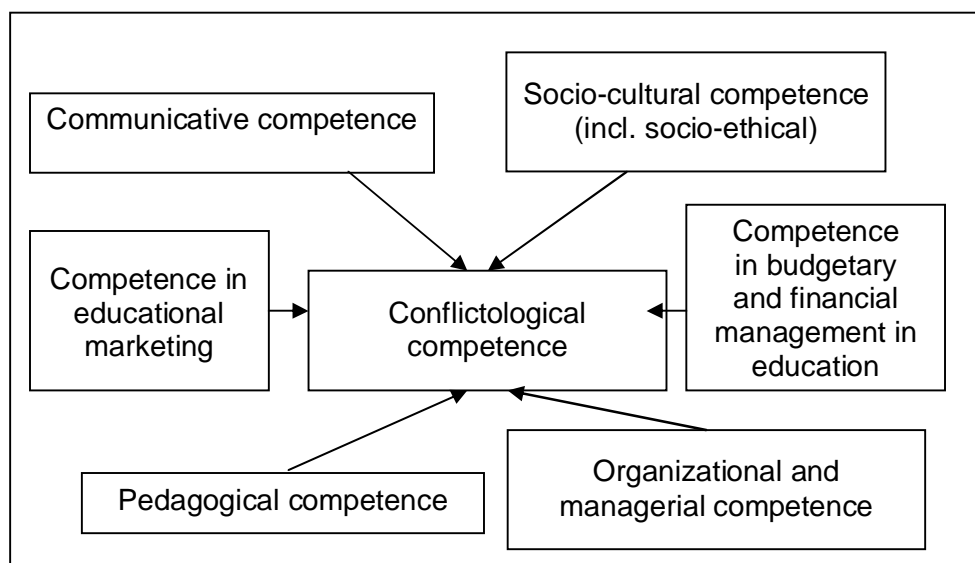 Communicative competence
Socio-cultural competence
(incl. socio-ethical)
Competence in
educational
marketing
Conflictological
competence
Competence
in budgetary
and financial
management in
education
Pedagogical competence
Organizational and
managerial competence